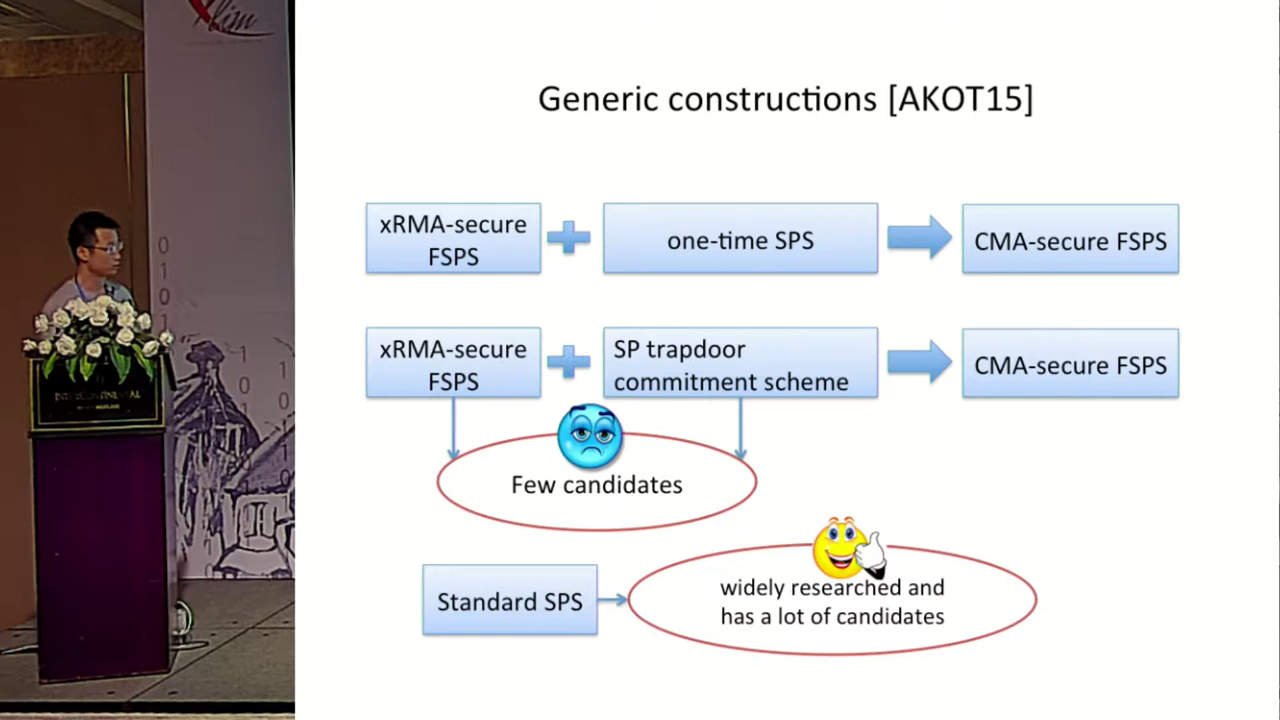 Generic constructions [AKOT15]
xRMA-secure
FSPS
one-time SPS
CMA-secure FSPS
xRMA-secure
FSPS
SP trapdoor
commitment scheme
CMA-secure FSPS
Few candidates
Standard SPS
widely researched and
has a lot of candidates
INTERCONTINENTAL